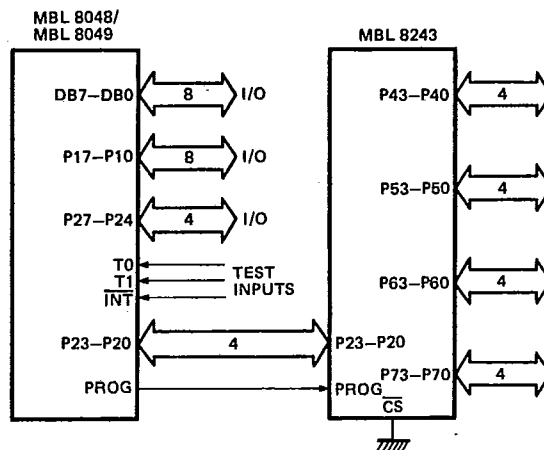 MBL 8048/
MBL 8049
DB7–DB0
8
I/O
P17–P10
8
I/O
P27–P24
4
I/O
T0
T1
INT
TEST
INPUTS
P23–P20
4
PROG
MBL 8243
P43–P40
4
P53–P50
4
P63–P60
4
P23–P20
P73–P70
4
PROG
CS